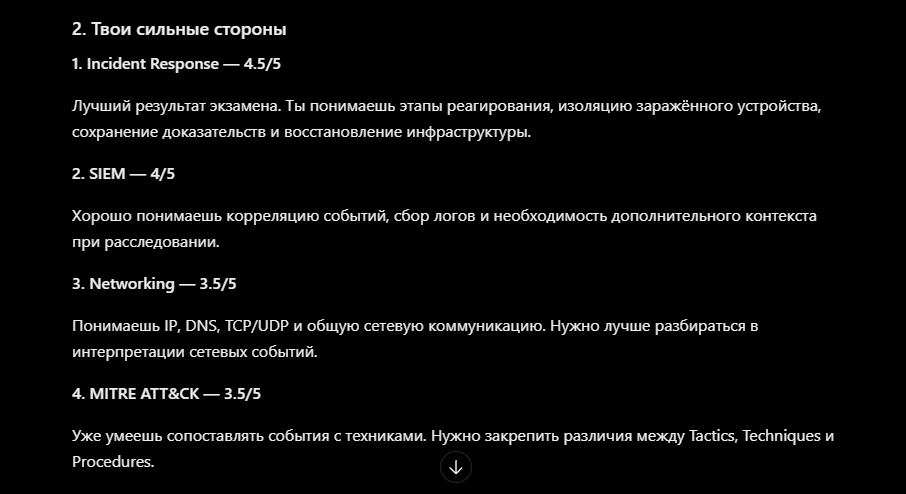 2. Твои сильные стороны
1. Incident Response — 4.5/5
Лучший результат экзамена. Ты понимаешь этапы реагирования, изоляцию заражённого устройства,
сохранение доказательств и восстановление инфраструктуры.
2. SIEM — 4/5
Хорошо понимаешь корреляцию событий, сбор логов и необходимость дополнительного контекста
при расследовании.
3. Networking — 3.5/5
Понимаешь IP, DNS, TCP/UDP и общую сетевую коммуникацию. Нужно лучше разбираться в
интерпретации сетевых событий.
4. MITRE ATT&CK — 3.5/5
Уже умеешь сопоставлять события с техниками. Нужно закрепить различия между Tactics, Techniques и
Procedures.